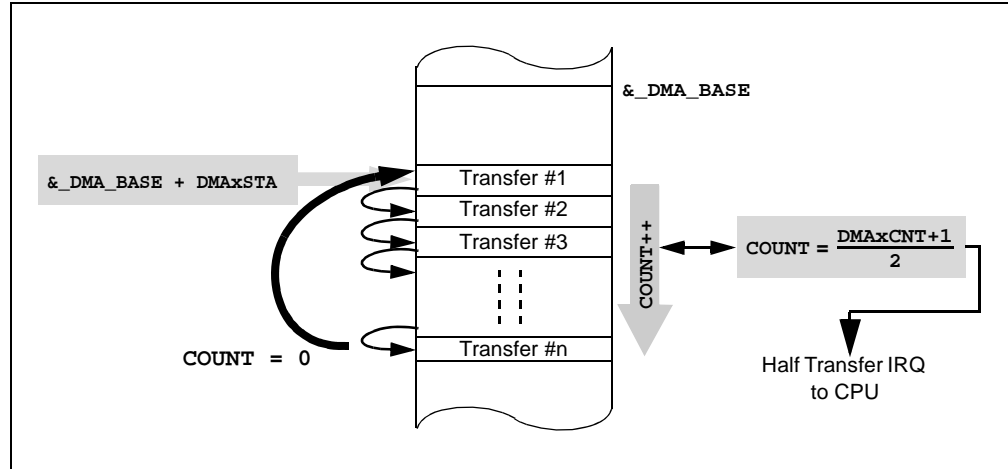 &_DMA_BASE
&_DMA_BASE + DMAxSTA
Transfer #1
Transfer #2
Transfer #3
COUNT++
COUNT = DMAxCNT+1
2
Transfer #n
COUNT = 0
Half Transfer IRQ
to CPU